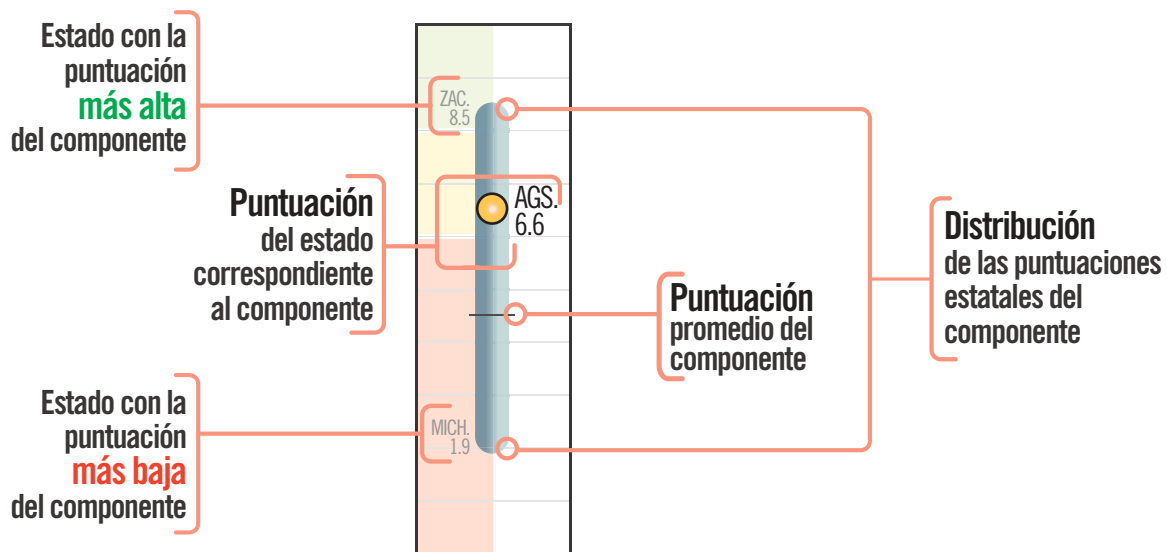 Estado con la
puntuación
más alta
del componente
ZAC.
8.5
Puntuación
del estado
correspondiente
al componente
AGS.
6.6
Puntuación
promedio del
componente
Distribución
de las puntuaciones
estatales del
componente
Estado con la
puntuación
más baja
del componente
MICH.
1.9